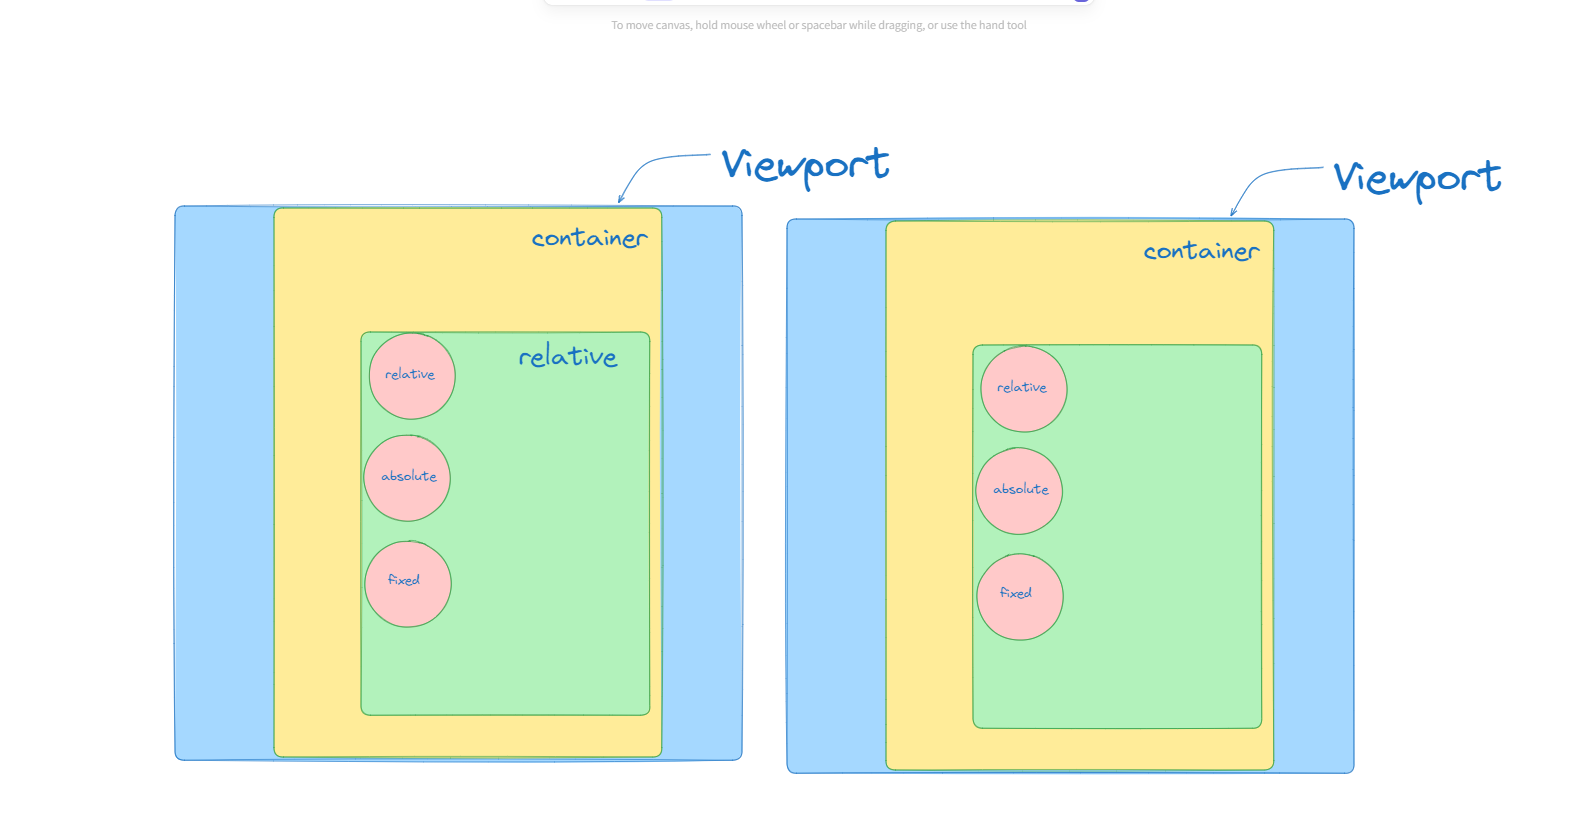 To move canvas, hold mouse wheel or spacebar while dragging, or use the hand tool
Viewport
container
relative
relative
absolute
fixed
Viewport
container
relative
absolute
fixed